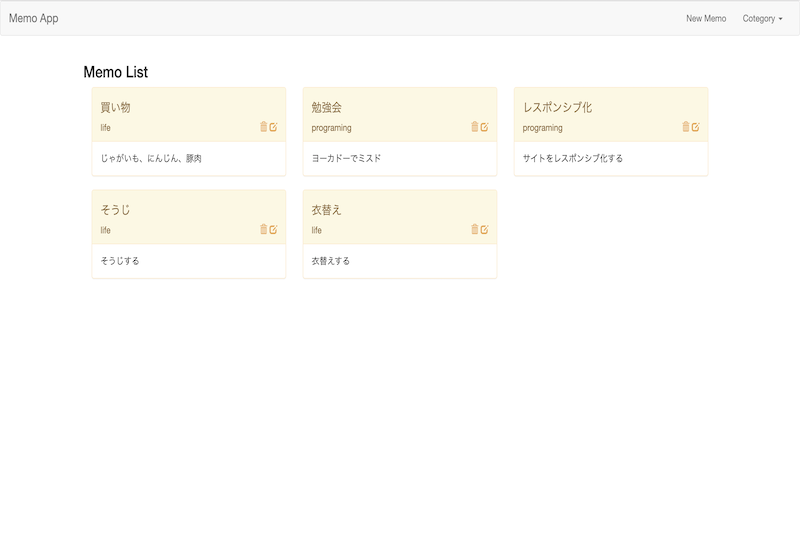 Memo App
New Memo
Cotegory
Memo List
買い物
life
じゃがいも、にんじん、豚肉
勉強会
programing
ヨーカドーでミスド
レスポンシブ化
programing
サイトをレスポンシブ化する
そうじ
life
そうじする
衣替え
life
衣替えする